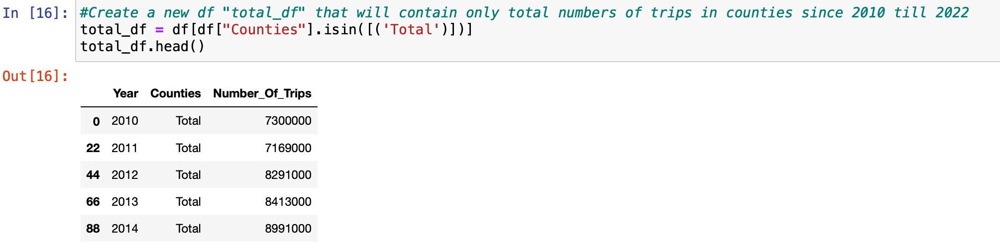 In [16]: #Create a new df "total_df" that will contain only total numbers of trips in counties since 2010 till 2022
total_df = df[df["Counties"].isin([('Total')])]
total_df.head()
Out[16]:
Year Counties Number_Of_Trips
0 2010 Total 7300000
22 2011 Total 7169000
44 2012 Total 8291000
66 2013 Total 8413000
88 2014 Total 8991000